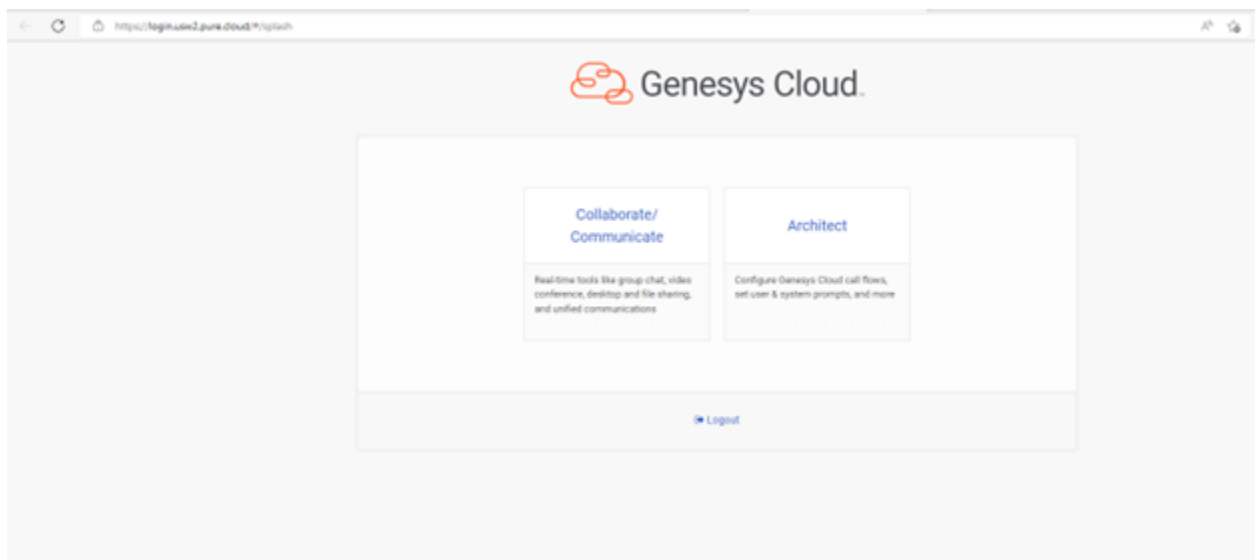 https://login.usw2.pure.cloud/#/splash
Genesys Cloud™
Collaborate/
Communicate
Architect
Real-time tools like group chat, video
conference, desktop and file sharing,
and unified communications
Configure Genesys Cloud call flows,
set user & system prompts, and more
Logout